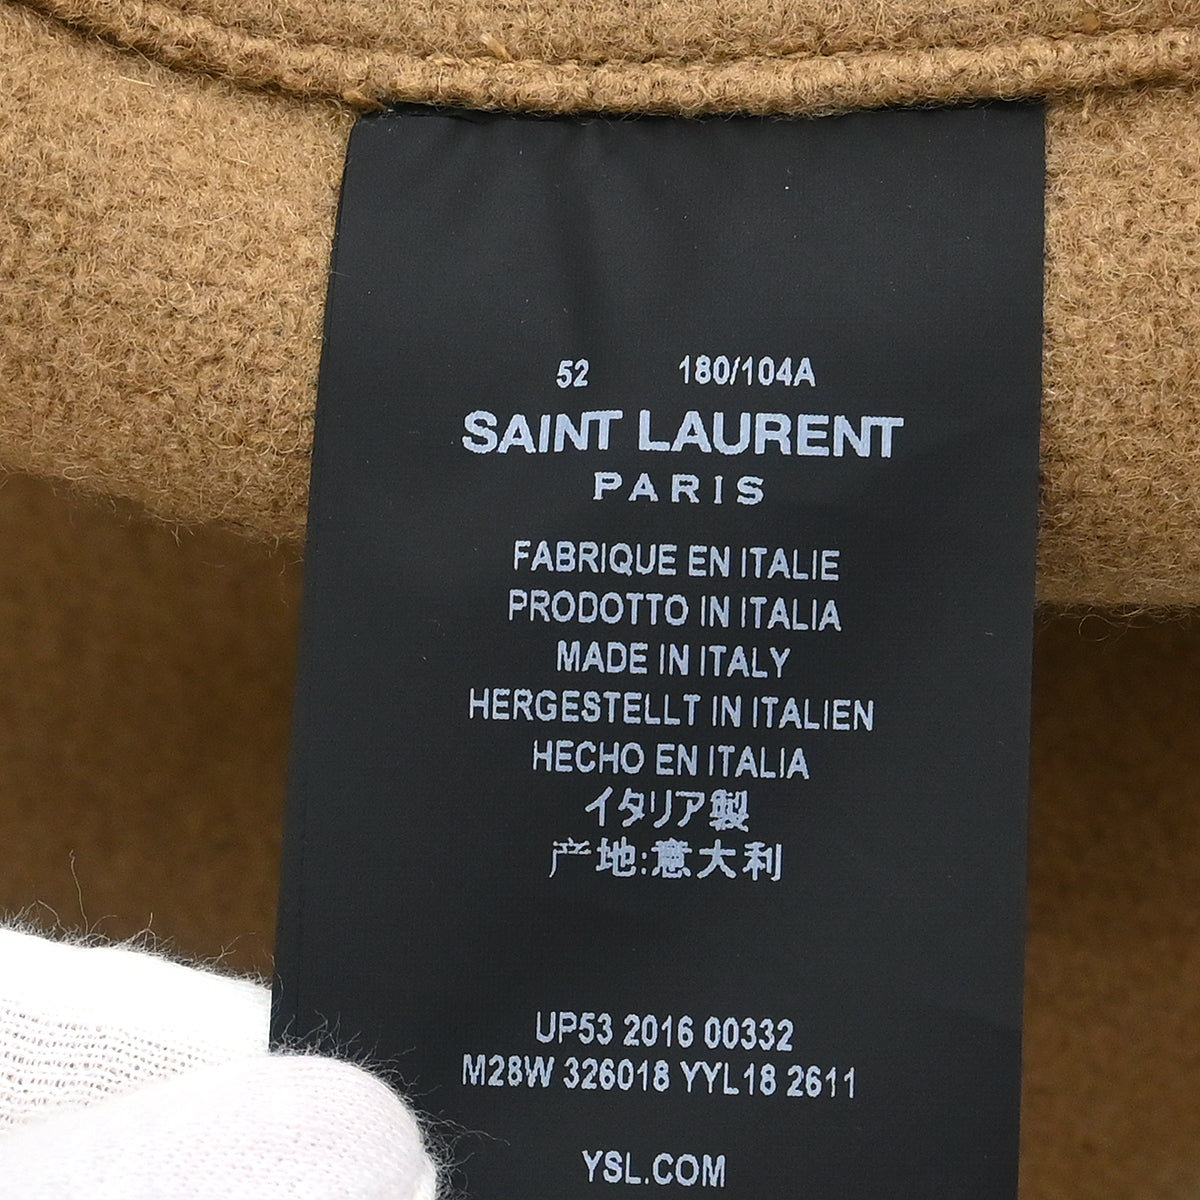 52 180/104A
SAINT LAURENT
PARIS
FABRIQUE EN ITALIE
PRODOTTO IN ITALIA
MADE IN ITALY
HERGESTELLT IN ITALIEN
HECHO EN ITALIA
イタリア製
产地:意大利
UP53 2016 00332
M28W 326018 YYL18 2611
YSL.COM